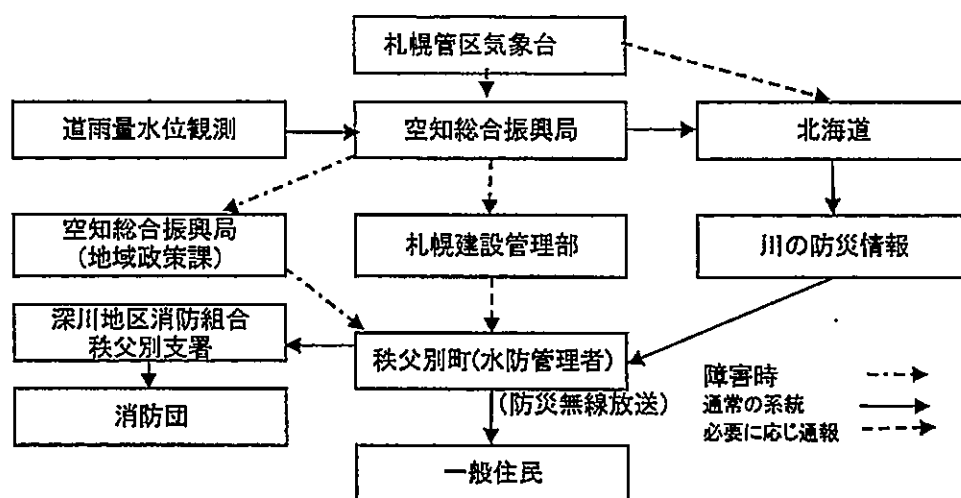 札幌管区気象台
道雨量水位観測
空知総合振興局
北海道
空知総合振興局
(地域政策課)
札幌建設管理部
川の防災情報
深川地区消防組合
秩父別支署
秩父別町(水防管理者)
消防団
(防災無線放送)
一般住民
障害時
通常の系統
必要に応じ通報